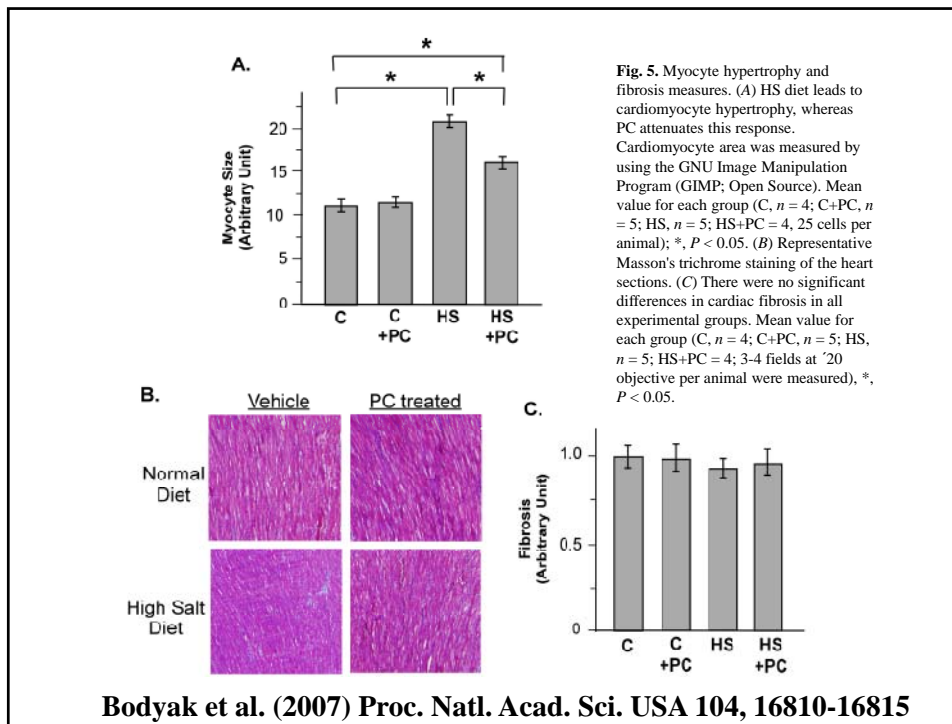 A.
*
*
*
Myocyte Size
(Arbitrary Unit)
20
15
10
5
0
C
C
+PC
HS
HS
+PC
Fig. 5. Myocyte hypertrophy and
fibrosis measures. (A) HS diet leads to
cardiomyocyte hypertrophy, whereas
PC attenuates this response.
Cardiomyocyte area was measured by
using the GNU Image Manipulation
Program (GIMP; Open Source). Mean
value for each group (C, n = 4; C+PC, n
= 5; HS, n = 5; HS+PC = 4, 25 cells per
animal); *, P < 0.05. (B) Representative
Masson's trichrome staining of the heart
sections. (C) There were no significant
differences in cardiac fibrosis in all
experimental groups. Mean value for
each group (C, n = 4; C+PC, n = 5; HS,
n = 5; HS+PC = 4; 3-4 fields at ´20
objective per animal were measured), *,
P < 0.05.
B.
Vehicle
PC treated
Normal
Diet
High Salt
Diet
C.
Fibrosis
(Arbitrary Unit)
1.0
0.5
0
C
C
+PC
HS
HS
+PC
Bodyak et al. (2007) Proc. Natl. Acad. Sci. USA 104, 16810-16815